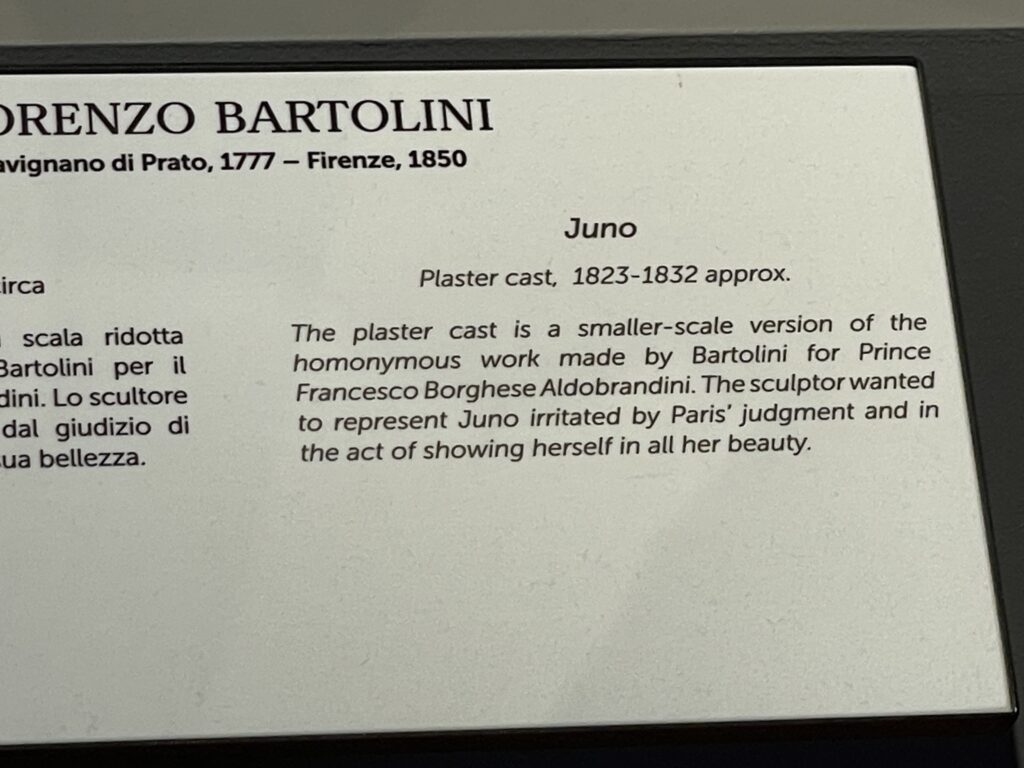 ORENZO BARTOLINI
avignano di Prato, 1777 – Firenze, 1850
irca
scala ridotta
Bartolini per il
dini. Lo scultore
dal giudizio di
ua bellezza.
Juno
Plaster cast, 1823-1832 approx.
The plaster cast is a smaller-scale version of the
homonymous work made by Bartolini for Prince
Francesco Borghese Aldobrandini. The sculptor wanted
to represent Juno irritated by Paris' judgment and in
the act of showing herself in all her beauty.